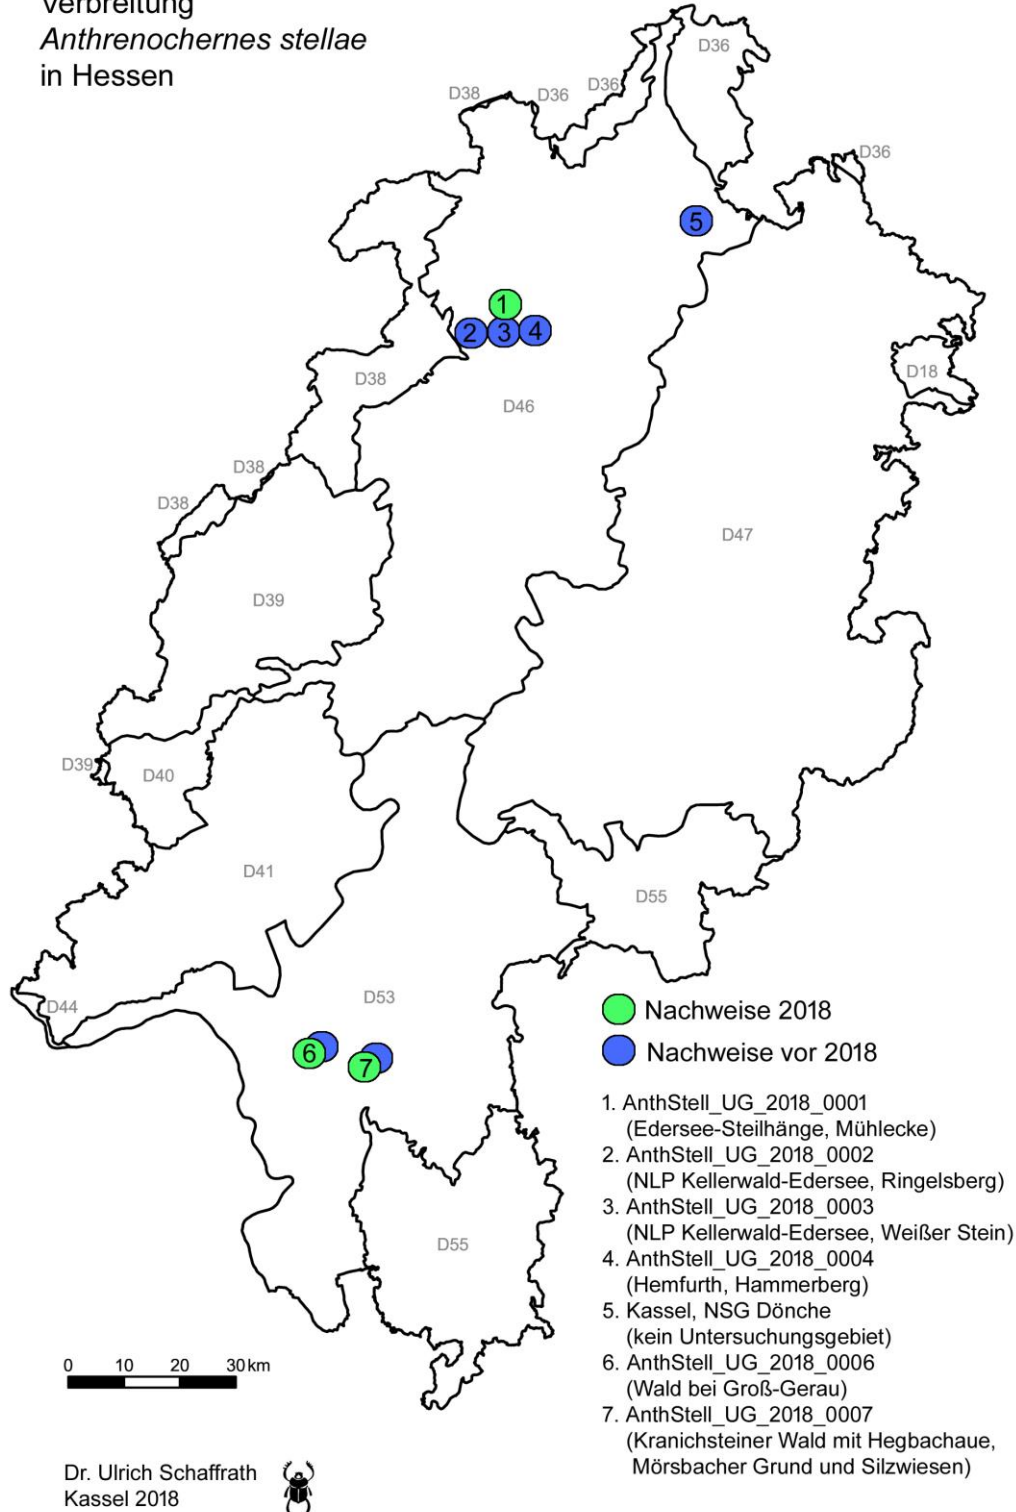 Verbreitung
Anthrenochernes stellae
in Hessen
D36
D38
D36
D36
D36
5
1
2
3
4
D38
D18
D46
D38
D38
D47
D39
D39
D40
D41
D55
D44
D53
6
7
D55
Nachweise 2018
Nachweise vor 2018
1. AnthStell_UG_2018_0001
(Edersee-Steilhänge, Mühlecke)
2. AnthStell_UG_2018_0002
(NLP Kellerwald-Edersee, Ringelsberg)
3. AnthStell_UG_2018_0003
(NLP Kellerwald-Edersee, Weißer Stein)
4. AnthStell_UG_2018_0004
(Hemfurth, Hammerberg)
5. Kassel, NSG Dönche
(kein Untersuchungsgebiet)
6. AnthStell_UG_2018_0006
(Wald bei Groß-Gerau)
7. AnthStell_UG_2018_0007
(Kranichsteiner Wald mit Hegbachaue,
Mörsbacher Grund und Silzwiesen)
0 10 20 30 km
Dr. Ulrich Schaffrath
Kassel 2018